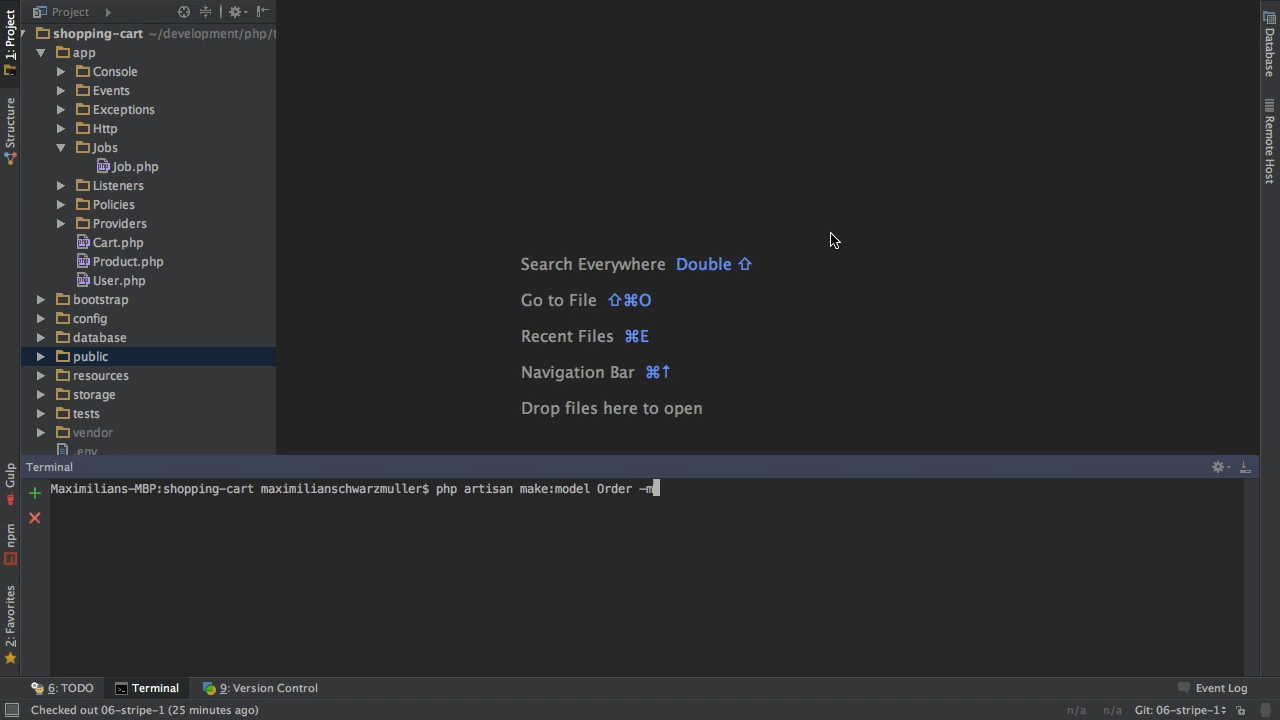 Project
shopping-cart ~/development/php/t
app
Console
Events
Exceptions
Http
Jobs
Job.php
Listeners
Policies
Providers
Cart.php
Product.php
User.php
bootstrap
config
database
public
resources
storage
tests
vendor
.env
1: Project
Structure
Gulp
npm
2: Favorites
Search Everywhere Double ⇧
Go to File ⇧⌘O
Recent Files ⌘E
Navigation Bar ⌘↑
Drop files here to open
Database
Remote Host
Terminal
Maximilians-MBP:shopping-cart maximilianschwarzmuller$ php artisan make:model Order -m
6: TODO Terminal 9: Version Control Event Log
Checked out 06-stripe-1 (25 minutes ago) n/a n/a Git: 06-stripe-1